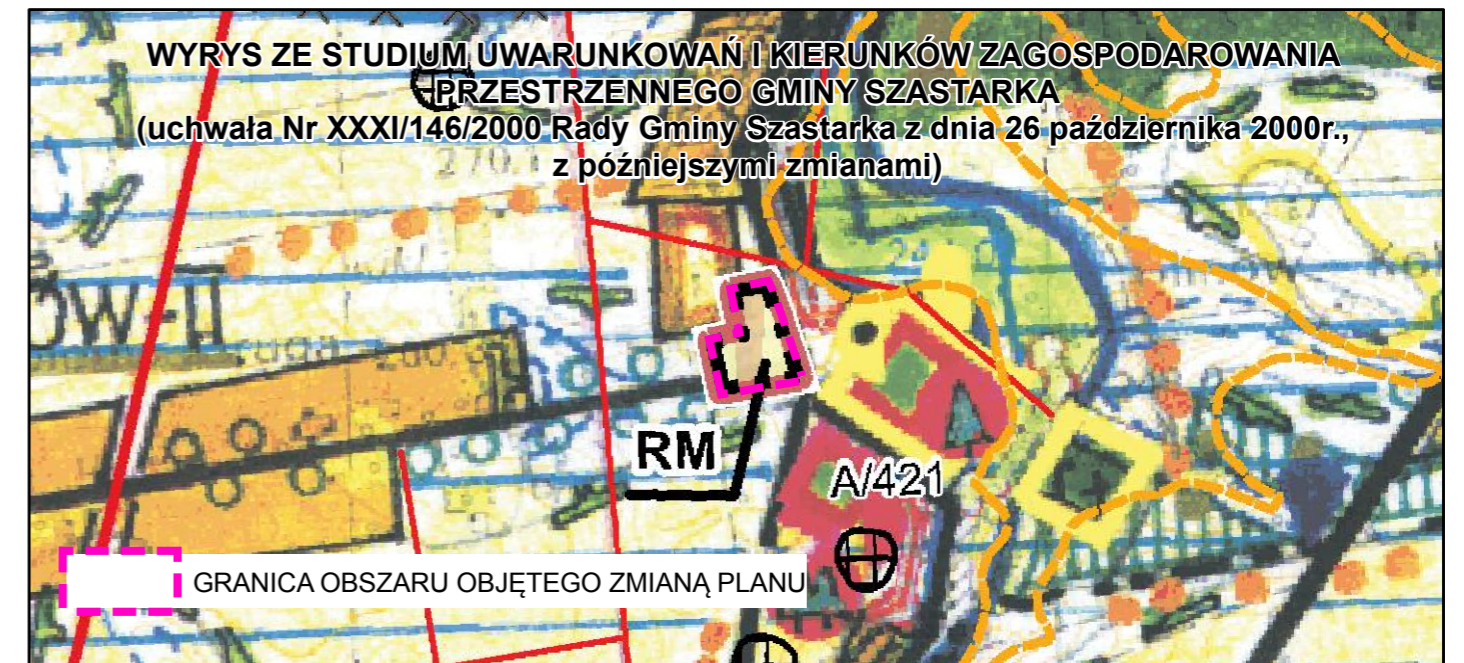 WYRYS ZE STUDIUM UWARUNKOWAŃ I KIERUNKÓW ZAGOSPODAROWANIA
PRZESTRZENNEGO GMINY SZASTARKA
(uchwała Nr XXXI/146/2000 Rady Gminy Szastarka z dnia 26 października 2000r.,
z późniejszymi zmianami)
RM
A/421
GRANICA OBSZARU OBJĘTEGO ZMIANĄ PLANU